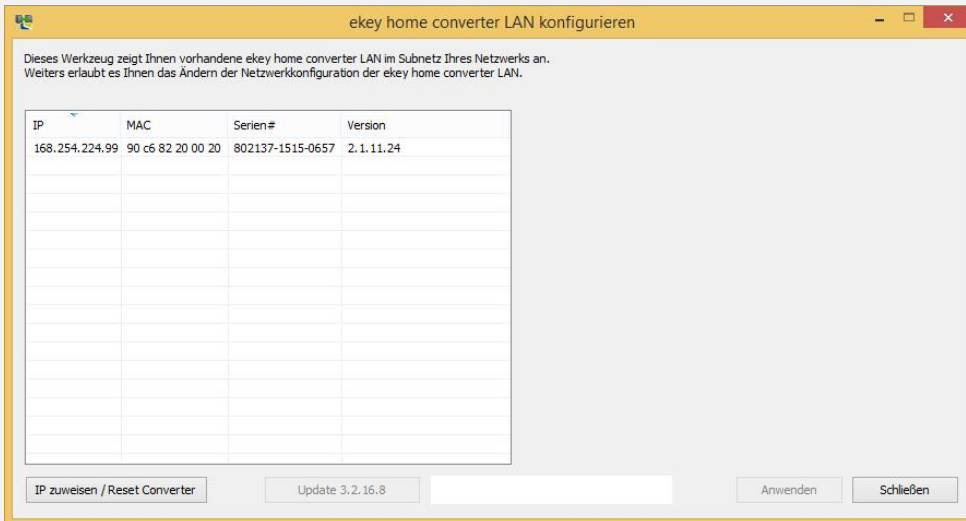 ekey home converter LAN konfigurieren
Dieses Werkzeug zeigt Ihnen vorhandene ekey home converter LAN im Subnetz Ihres Netzwerks an.
Weiters erlaubt es Ihnen das Ändern der Netzwerkkonfiguration der ekey home converter LAN.
IP MAC Serien# Version
168.254.224.99 90 c6 82 20 00 20 802137-1515-0657 2.1.11.24
IP zuweisen / Reset Converter Update 3.2.16.8 Anwenden Schließen